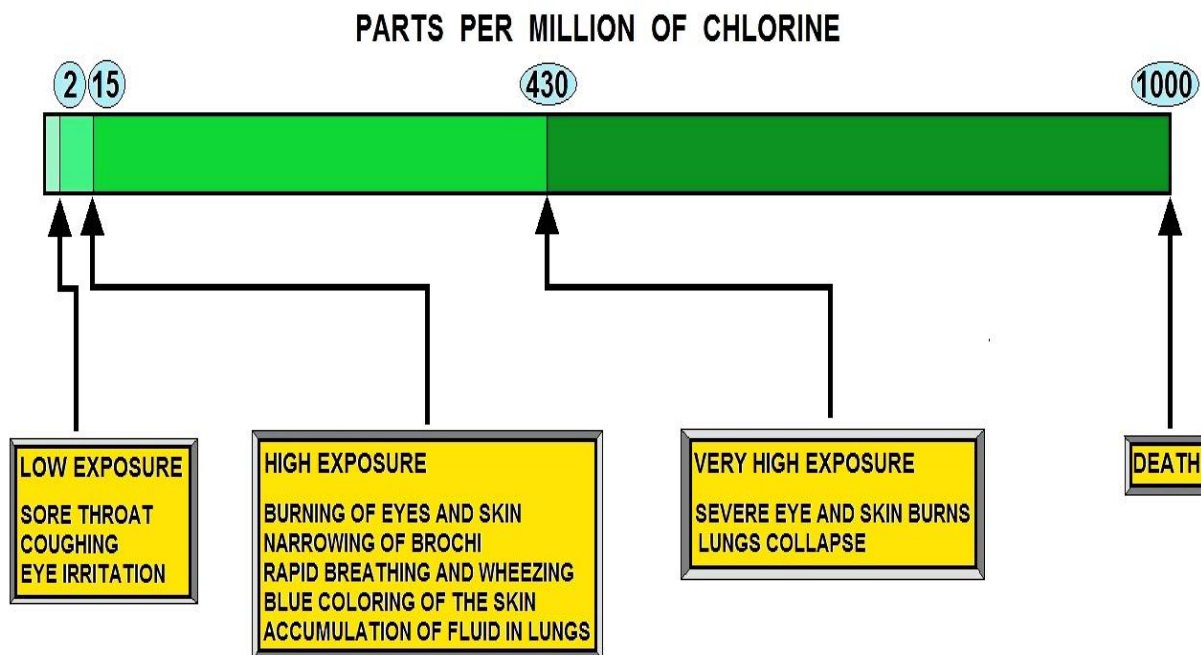 PARTS PER MILLION OF CHLORINE
2 15 430 1000
LOW EXPOSURE
SORE THROAT
COUGHING
EYE IRRITATION
HIGH EXPOSURE
BURNING OF EYES AND SKIN
NARROWING OF BROCHI
RAPID BREATHING AND WHEEZING
BLUE COLORING OF THE SKIN
ACCUMULATION OF FLUID IN LUNGS
VERY HIGH EXPOSURE
SEVERE EYE AND SKIN BURNS
LUNGS COLLAPSE
DEATH